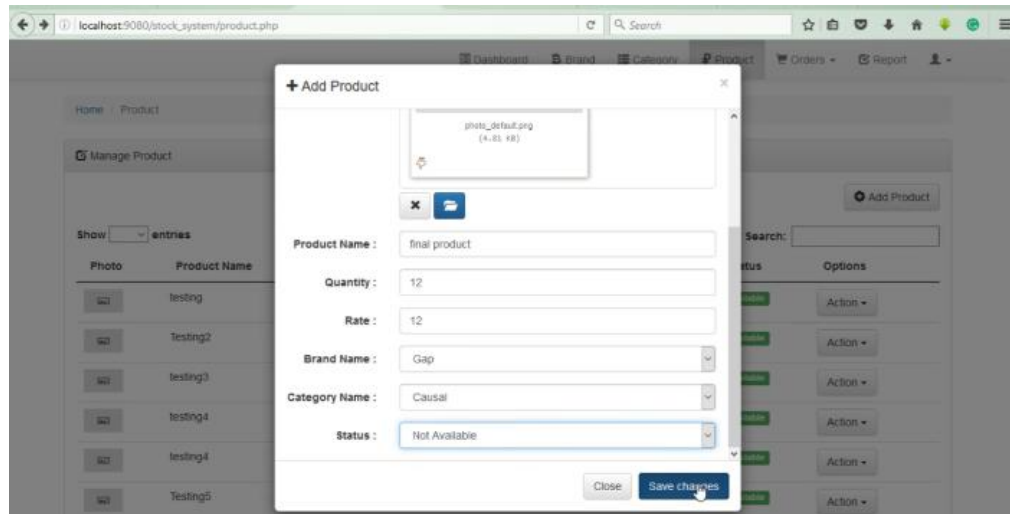 localhost:9080/stock_system/product.php
Search
Dashboard Brand Category Product Orders Report
+ Add Product
Home / Product
photo_default.png
(4.81 KB)
Manage Product
Add Product
Show entries
Search:
Photo Product Name Options
Product Name : final product
Quantity : 12
Rate : 12
Brand Name : Gap
Category Name : Causal
Status : Not Available
testing Action
Testing2 Action
testing3 Action
testing4 Action
testing4 Action
Testing5 Action
Close Save changes